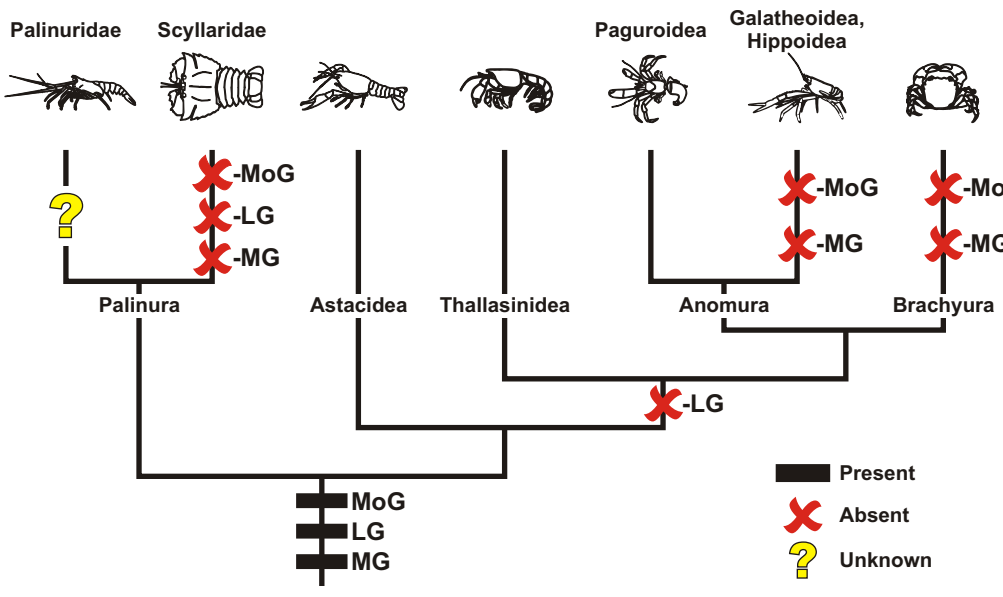 Palinuridae
Scyllaridae
Paguroidea
Galatheoidea,
Hippoidea
-MoG
-LG
-MG
?
-MoG
-MG
-Mo
-MG
Palinura
Astacidea
Thallasinidea
Anomura
Brachyura
-LG
MoG
LG
MG
Present
Absent
? Unknown